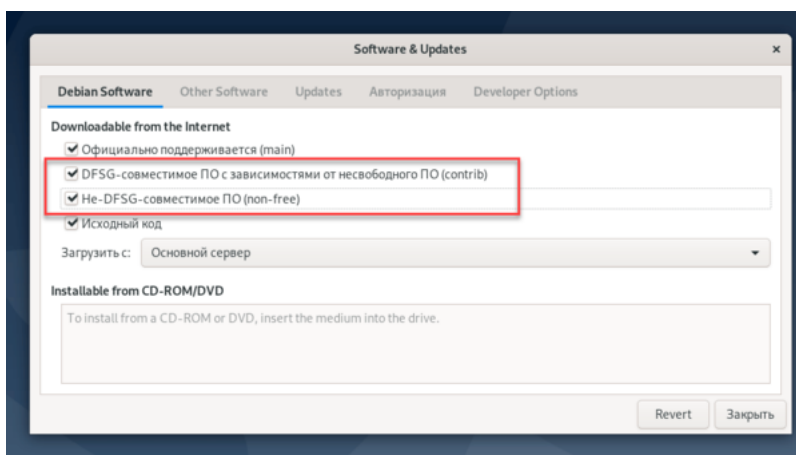 Software & Updates ×
Debian Software Other Software Updates Авторизация Developer Options
Downloadable from the Internet
Официально поддерживается (main)
DFSG-совместимое ПО с зависимостями от несвободного ПО (contrib)
Не-DFSG-совместимое ПО (non-free)
Исходный код
Загрузить с: Основной сервер
Installable from CD-ROM/DVD
To install from a CD-ROM or DVD, insert the medium into the drive.
Revert Закрыть